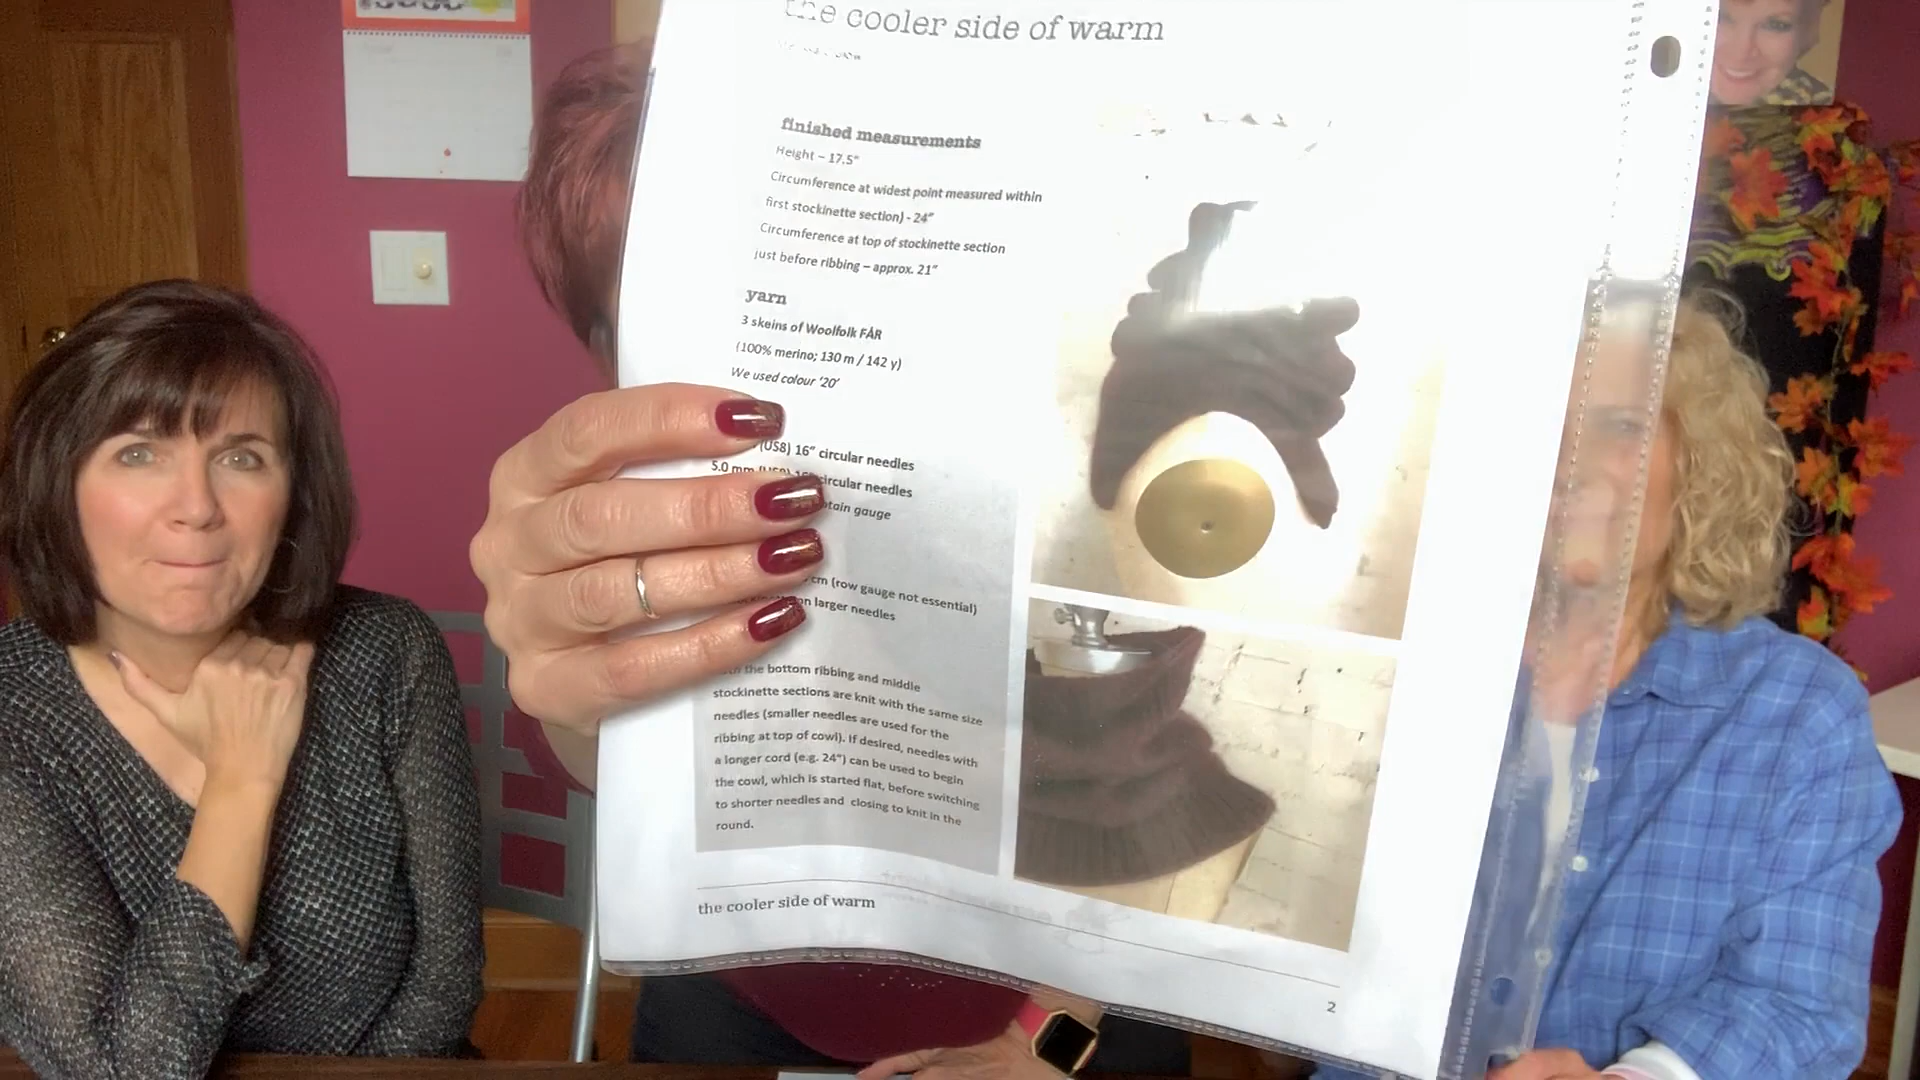 the cooler side of warm
finished measurements
Height – 17.5"
Circumference at widest point measured within
first stockinette section) - 24"
Circumference at top of stockinette section
just before ribbing – approx. 21"
yarn
3 skeins of Woolfolk FÅR
(100% merino; 130 m / 142 y)
We used colour '20'
(US8) 16" circular needles
5.0 mm circular needles
gauge
cm (row gauge not essential)
on larger needles
the bottom ribbing and middle
stockinette sections are knit with the same size
needles (smaller needles are used for the
ribbing at top of cowl). If desired, needles with
a longer cord (e.g. 24") can be used to begin
the cowl, which is started flat, before switching
to shorter needles and closing to knit in the
round.
the cooler side of warm
2